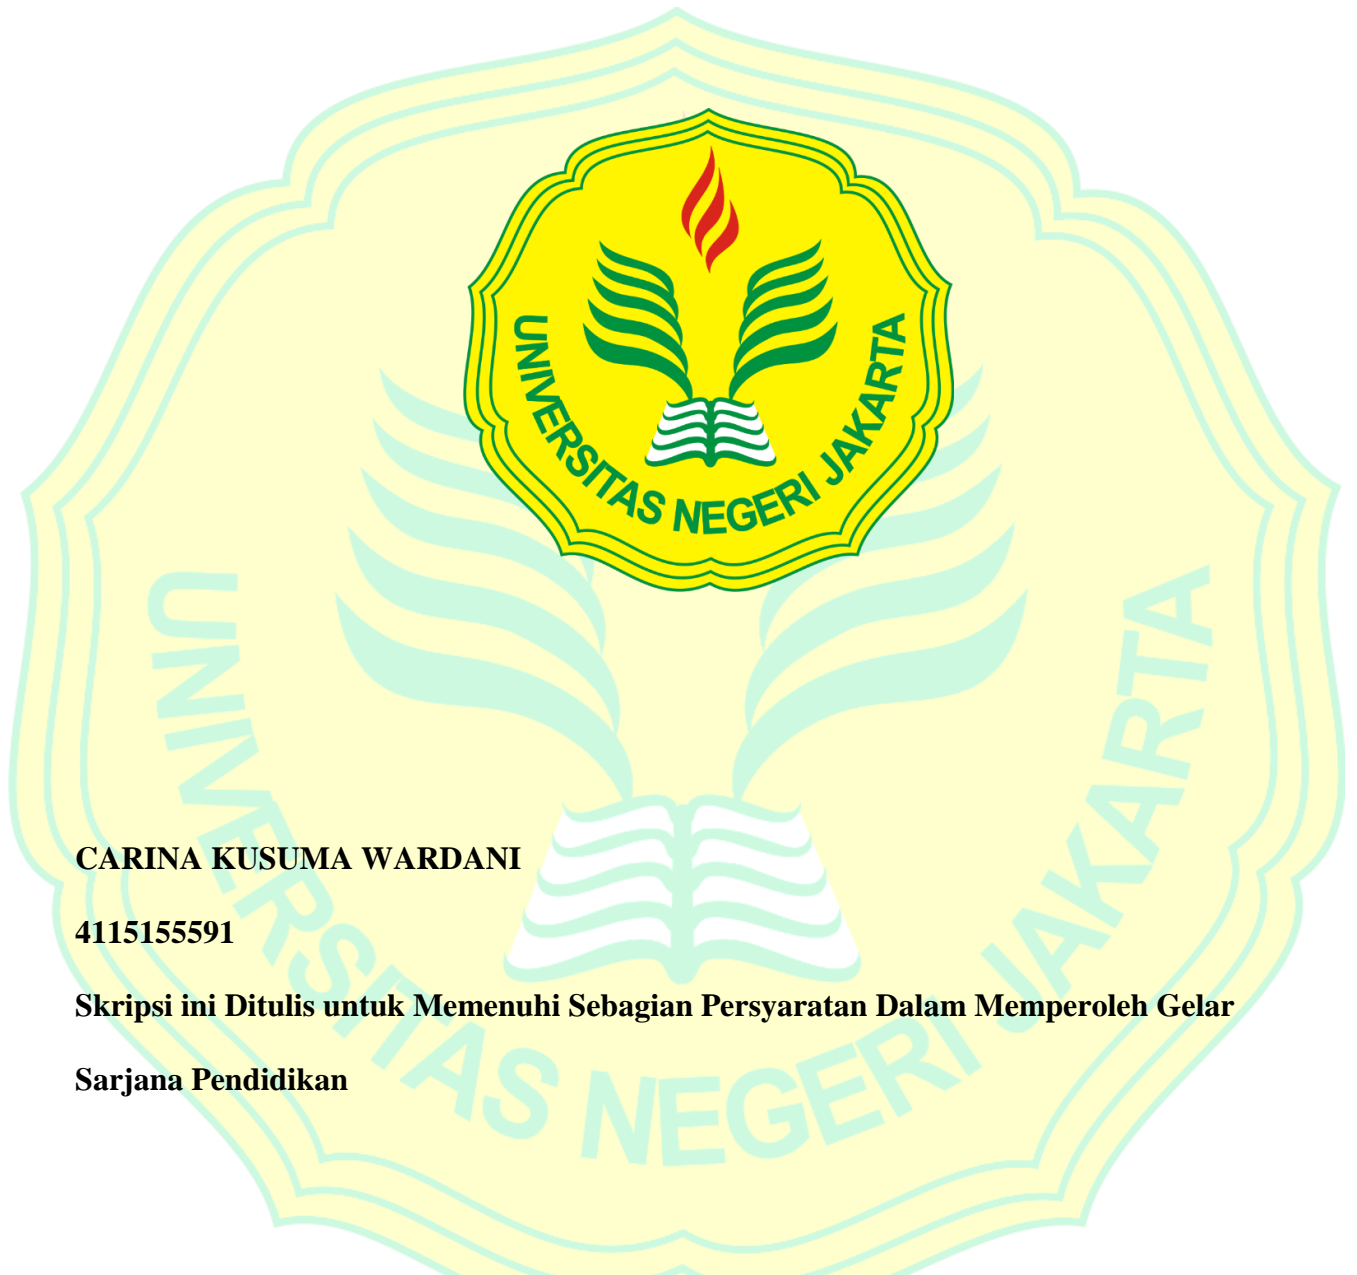 UNIVERSITAS NEGERI JAKARTA
UNIVERSITAS NEGERI JAKARTA
CARINA KUSUMA WARDANI
4115155591
Skripsi ini Ditulis untuk Memenuhi Sebagian Persyaratan Dalam Memperoleh Gelar
Sarjana Pendidikan